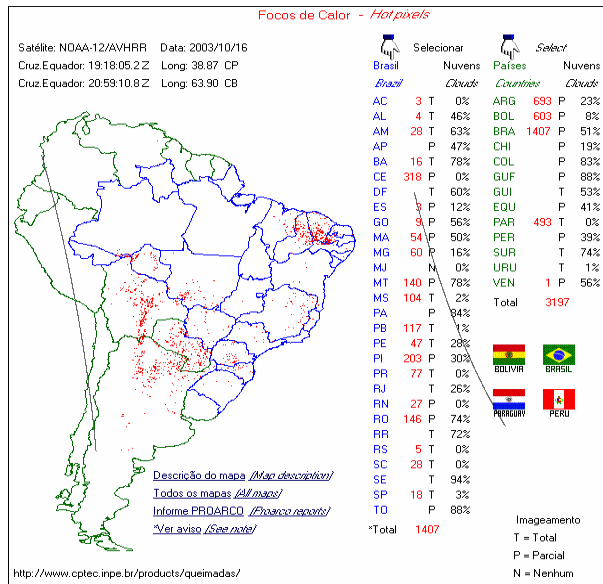 Focos de Calor - Hot pixels
Satélite: NOAA-12/AVHRR Data: 2003/10/16
Cruz.Equador: 19:18:05.2 Z Long: 38.87 CP
Cruz.Equador: 20:59:10.8 Z Long: 63.90 CB
Selecionar
Brasil Nuvens
Brazil Clouds
AC 3 T 0%
AL 4 T 46%
AM 28 T 63%
AP P 47%
BA 16 T 78%
CE 318 P 0%
DF T 60%
ES 3 P 12%
GO 9 P 56%
MA 54 P 50%
MG 60 P 16%
MJ N 0%
MT 140 P 78%
MS 104 T 2%
PA P 84%
PB 117 T 1%
PE 47 T 28%
PI 203 P 30%
PR 77 T 0%
RJ T 26%
RN 27 P 0%
RO 146 P 74%
RR T 72%
RS 5 T 0%
SC 28 T 0%
SE T 94%
SP 18 T 3%
TO P 88%
*Total 1407
Select
Países Nuvens
Countries Clouds
ARG 693 P 23%
BOL 603 P 8%
BRA 1407 P 51%
CHI P 19%
COL P 83%
GUF P 88%
GUI T 53%
EQU P 41%
PAR 493 T 0%
PER P 39%
SUR T 74%
URU T 1%
VEN 1 P 56%
Total 3197
BOLIVIA BRASIL
PARAGUAY PERU
Descrição do mapa (Map description)
Todos os mapas (All maps)
Informe PROARCO (Proarco reports)
*Ver aviso (See note)
Imageamento
T = Total
P = Parcial
N = Nenhum
http://www.cptec.inpe.br/products/queimadas/